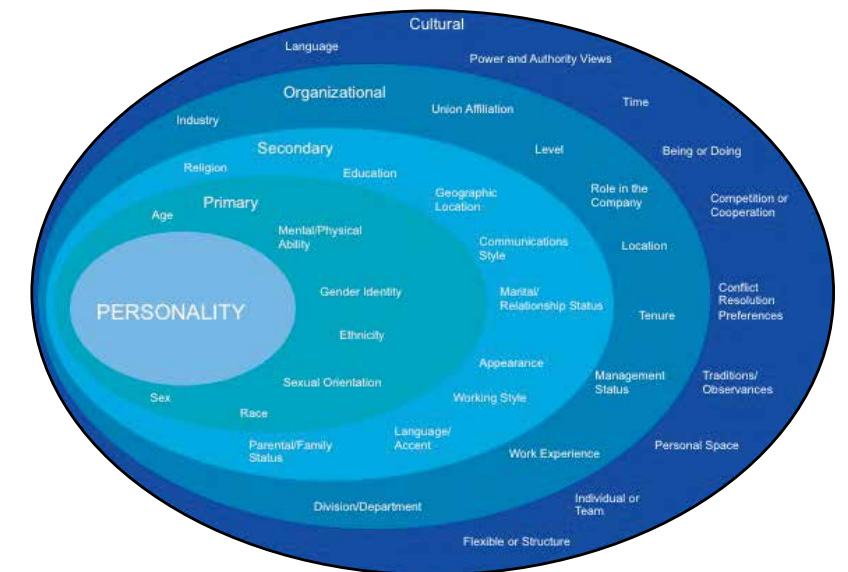 Cultural
Language
Power and Authority Views
Time
Being or Doing
Competition or
Cooperation
Conflict
Resolution
Preferences
Traditions/
Observances
Personal Space
Individual or
Team
Flexible or Structure
Organizational
Industry
Union Affiliation
Level
Role in the
Company
Location
Tenure
Management
Status
Work Experience
Division/Department
Secondary
Religion
Education
Geographic
Location
Communications
Style
Marital/
Relationship Status
Appearance
Working Style
Language/
Accent
Parental/Family
Status
Primary
Age
Mental/Physical
Ability
Gender Identity
Ethnicity
Sexual Orientation
Race
Sex
PERSONALITY